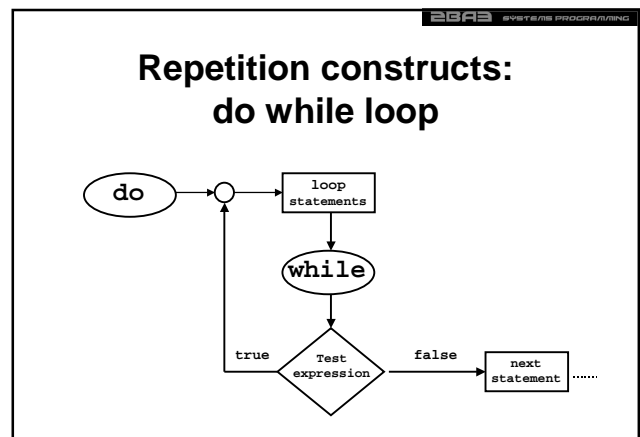 2BA3 SYSTEMS PROGRAMMING
Repetition constructs:
do while loop
do
loop
statements
while
true
Test
expression
false
next
statement